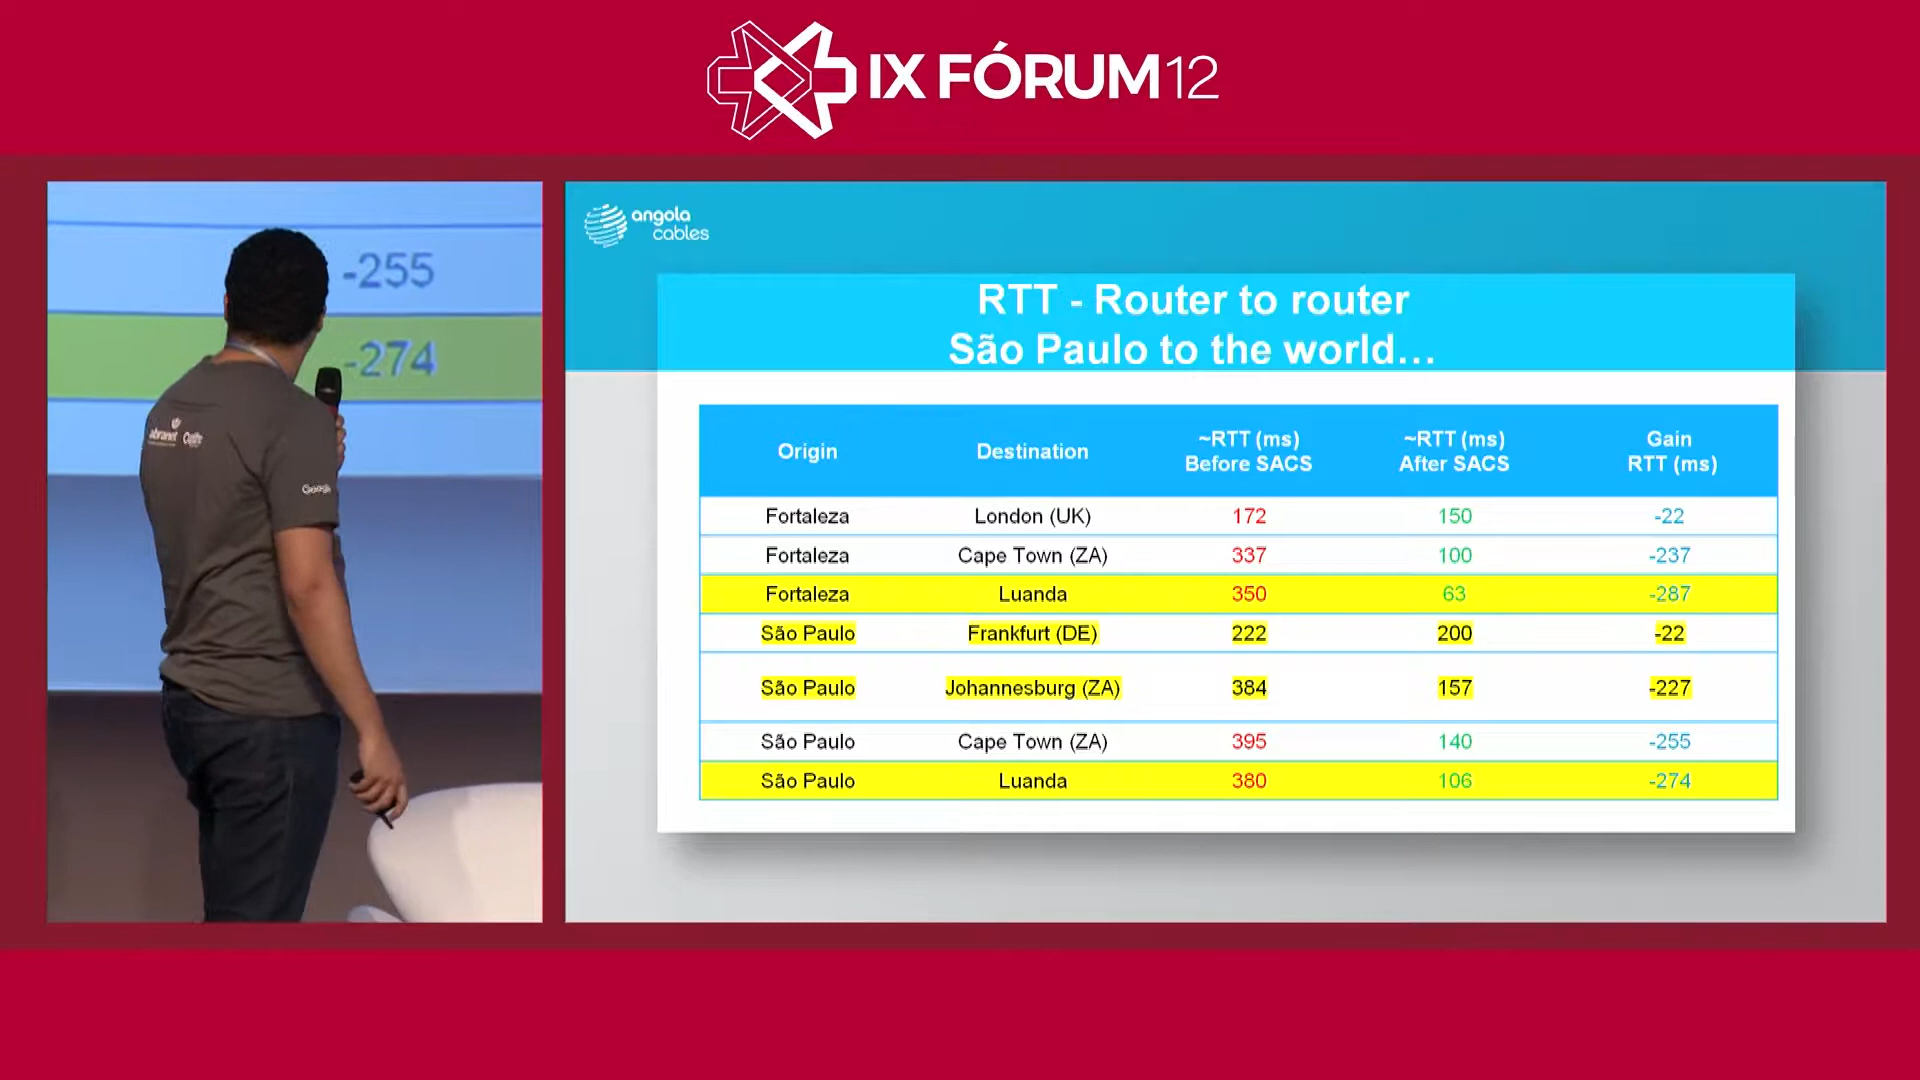 IX FÓRUM 12
-255
-274
abranet
Google
angola
cables
RTT - Router to router
São Paulo to the world...
Origin Destination ~RTT (ms) Before SACS ~RTT (ms) After SACS Gain RTT (ms)
Fortaleza London (UK) 172 150 -22
Fortaleza Cape Town (ZA) 337 100 -237
Fortaleza Luanda 350 63 -287
São Paulo Frankfurt (DE) 222 200 -22
São Paulo Johannesburg (ZA) 384 157 -227
São Paulo Cape Town (ZA) 395 140 -255
São Paulo Luanda 380 106 -274